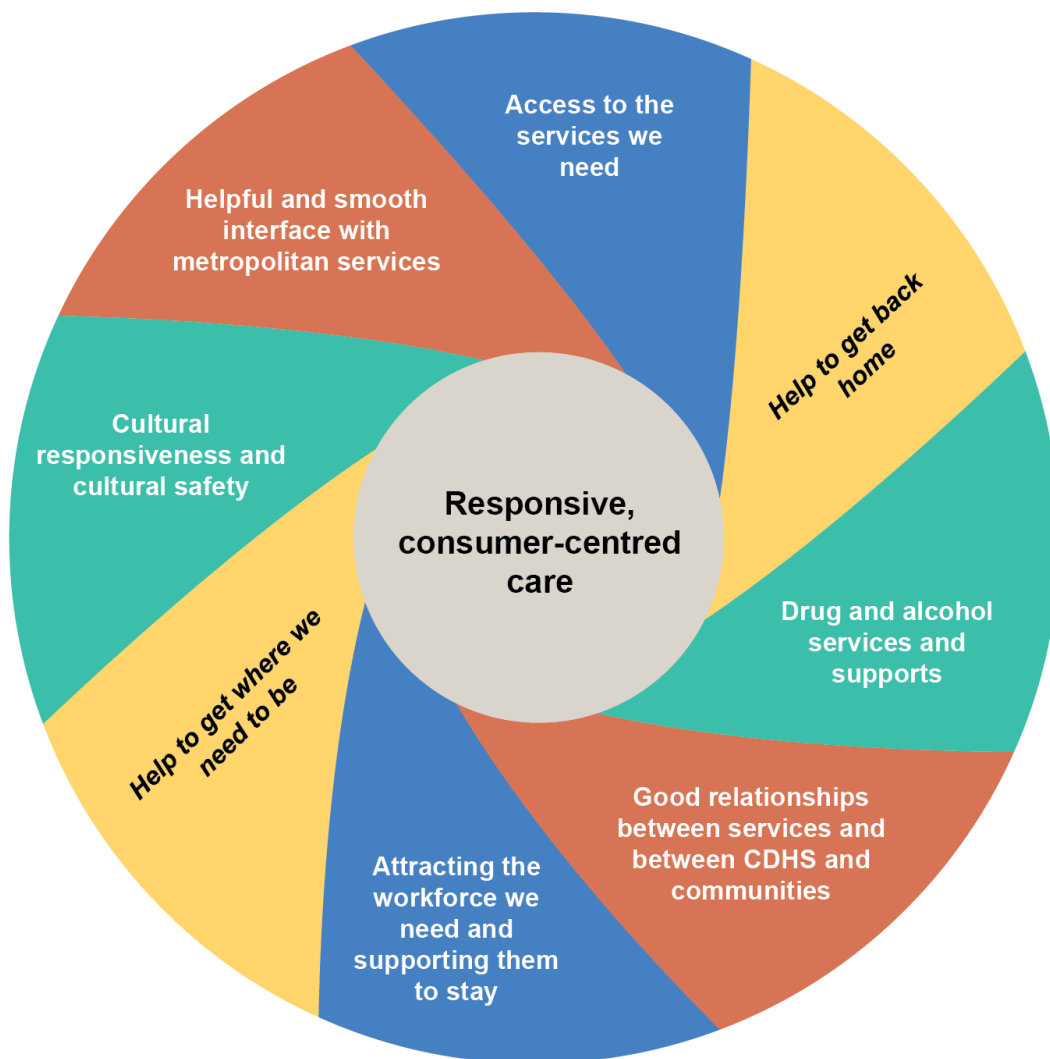 Access to the
services we
need
Help to get back
home
Drug and alcohol
services and
supports
Good relationships
between services and
between CDHS and
communities
Attracting the
workforce we
need and
supporting them
to stay
Help to get where we
need to be
Cultural
responsiveness and
cultural safety
Helpful and smooth
interface with
metropolitan services
Responsive,
consumer-centred
care